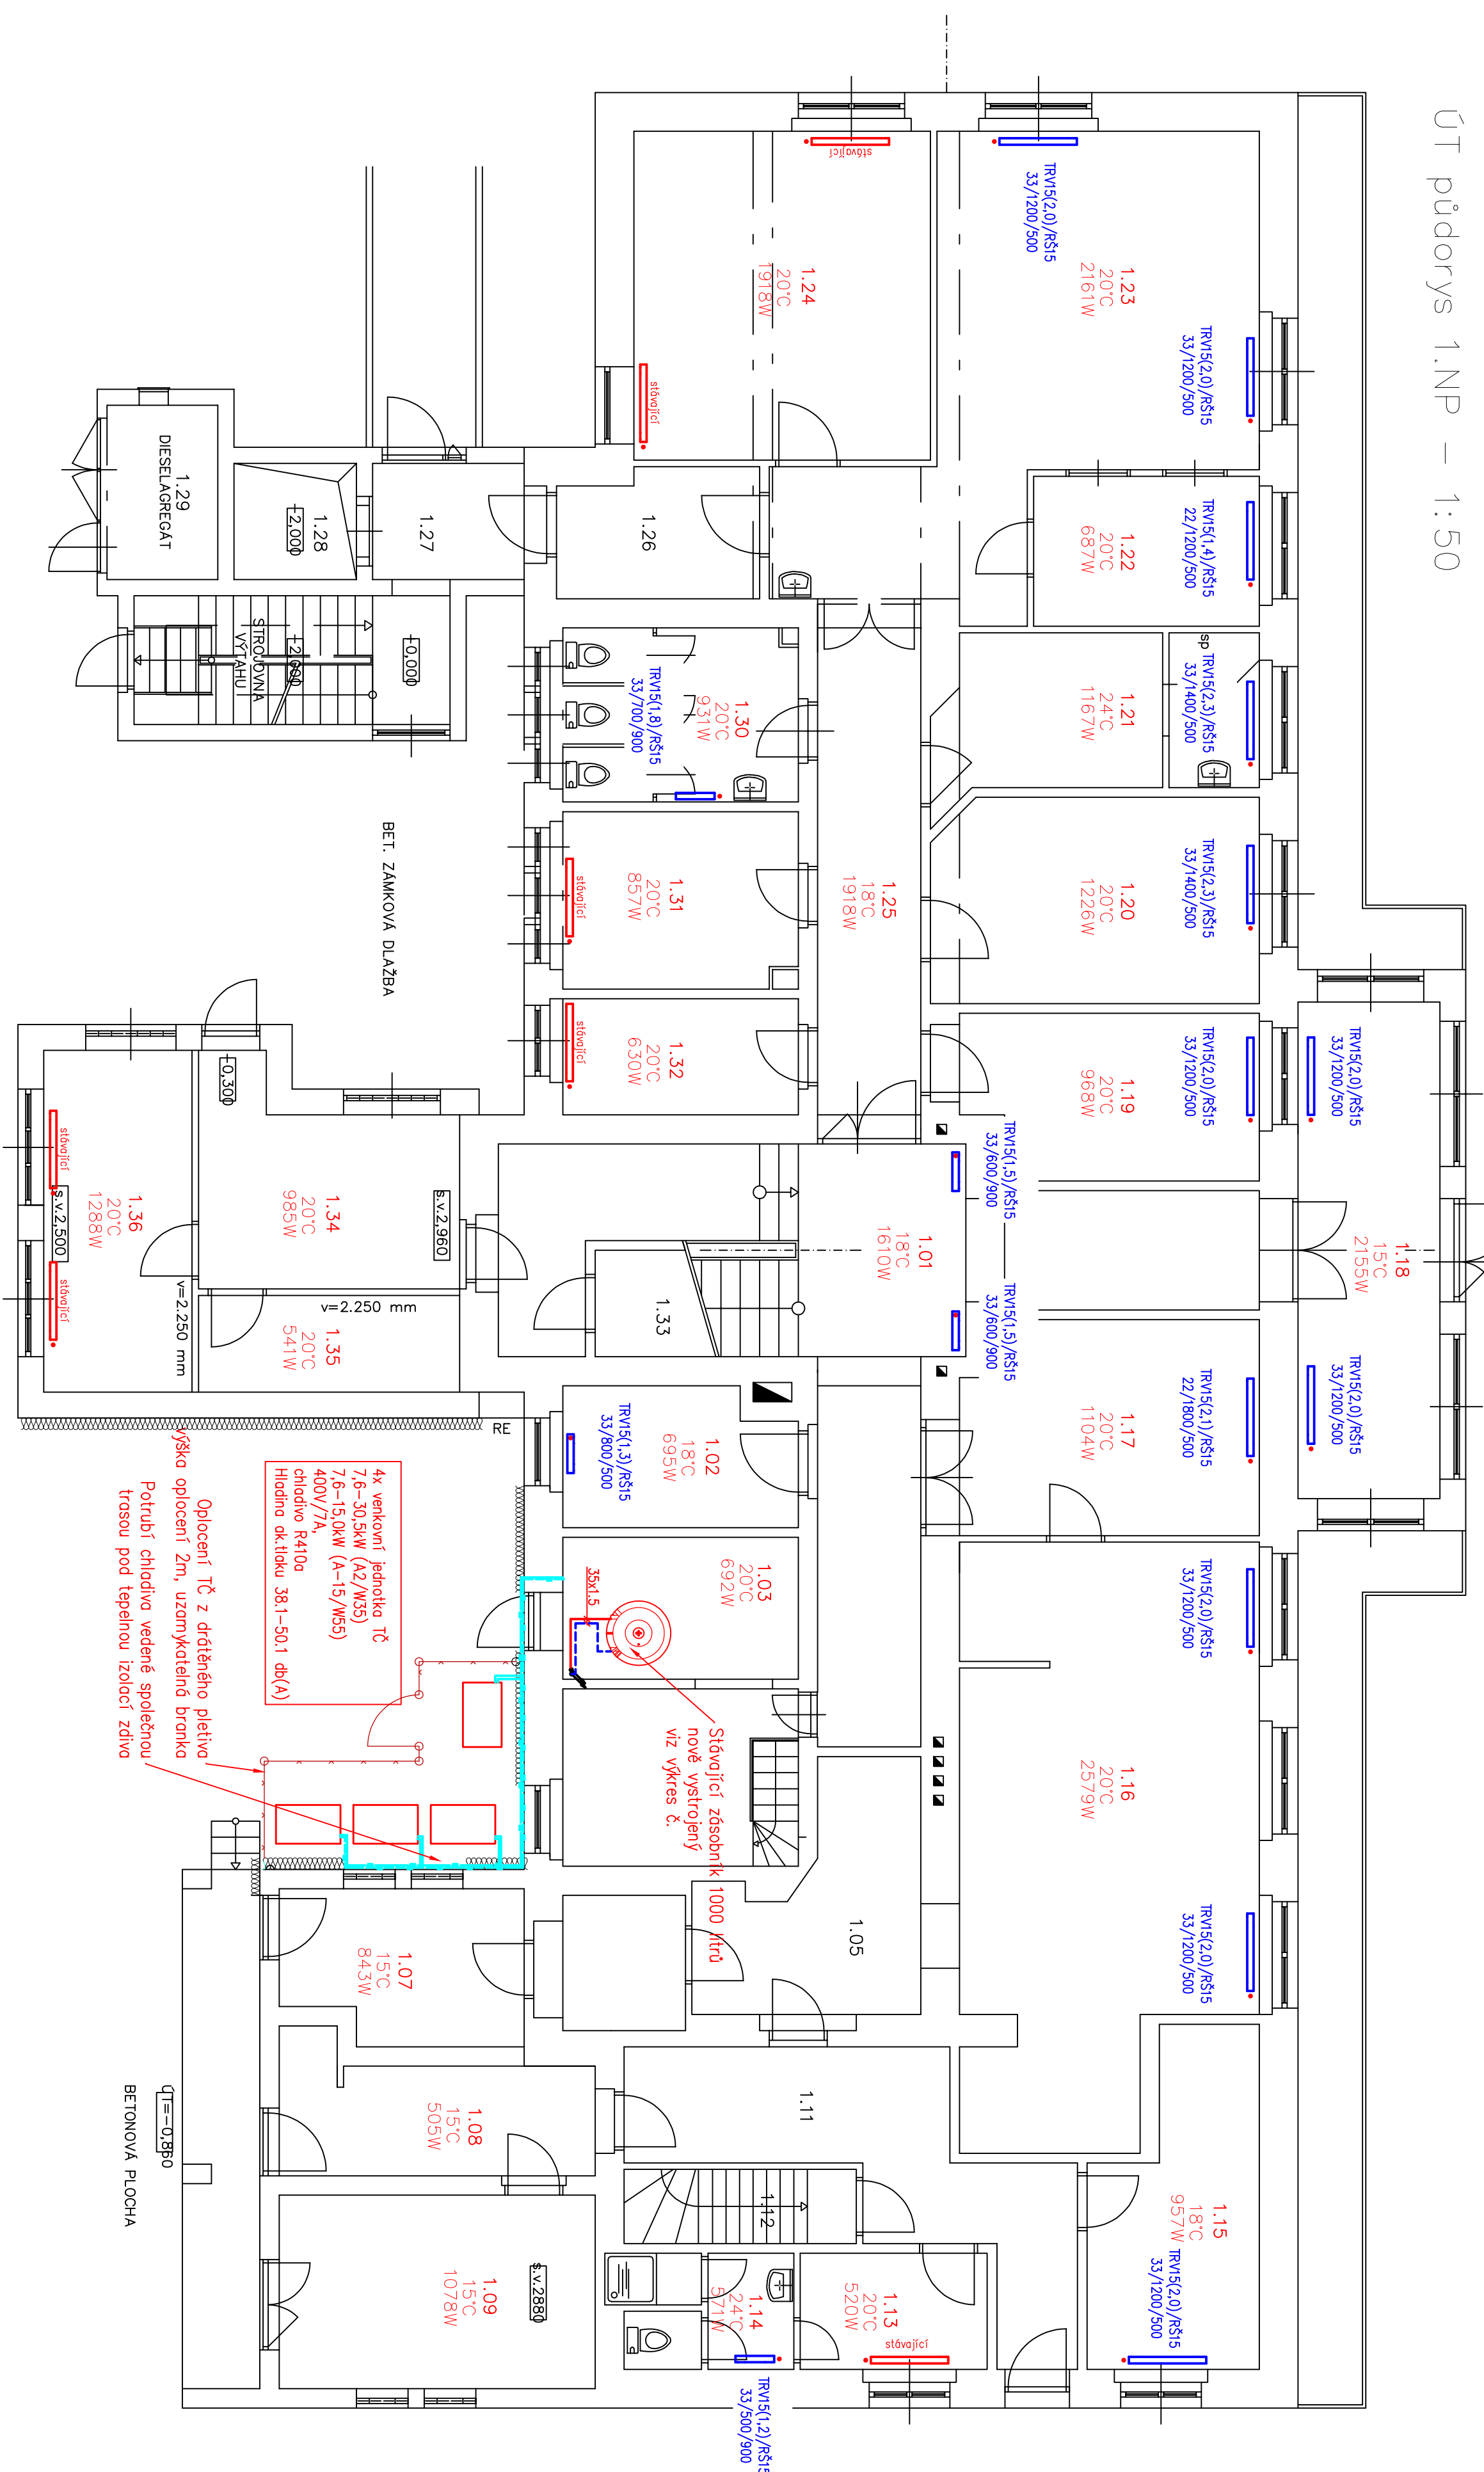 ÚT půdorys 1.NP – 1:50
TRV15(2,0)/RŠ15
33/1200/500
1.23
20°C
2161W
TRV15(2,0)/RŠ15
33/1200/500
TRV15(1,4)/RŠ15
22/1200/500
1.22
20°C
687W
sp
TRV15(2,3)/RŠ15
33/1400/500
1.21
24°C
1167W
TRV15(2,3)/RŠ15
33/1400/500
1.20
20°C
1226W
TRV15(2,0)/RŠ15
33/1200/500
1.19
20°C
968W
TRV15(2,0)/RŠ15
33/1200/500
1.18
15°C
2155W
TRV15(2,0)/RŠ15
33/1200/500
TRV15(2,1)/RŠ15
22/1800/500
1.17
20°C
1104W
TRV15(2,0)/RŠ15
33/1200/500
1.16
20°C
2579W
TRV15(2,0)/RŠ15
33/1200/500
1.15
18°C
957W
TRV15(2,0)/RŠ15
33/1200/500
stávající
1.24
20°C
1918W
stávající
1.25
18°C
1918W
TRV15(1,5)/RŠ15
33/600/900
1.01
18°C
1610W
TRV15(1,5)/RŠ15
33/600/900
1.26
1.27
1.28
-2,000
1.29
DIESELAGREGÁT
-0,000
-2,000
STROJOVNA
VÝTAHU
1.30
20°C
931W
TRV15(1,8)/RŠ15
33/700/900
1.31
20°C
857W
stávající
1.32
20°C
630W
stávající
BET. ZÁMKOVÁ DLAŽBA
1.33
-0,300
s.v.2,960
1.34
20°C
985W
v=2.250 mm
1.35
20°C
541W
stávající
1.36
20°C
1288W
s.v.2,500
stávající
v=2.250 mm
RE
1.02
18°C
695W
TRV15(1,3)/RŠ15
33/800/500
1.03
20°C
692W
35x1.5
Stávající zásobník 1000 litrů
nově vystrojený
viz výkres č.
1.05
4x venkovní jednotka TČ
7,6-30,5kW (A2/W35)
7,6-15,0kW (A-15/W55)
400V/7A,
chladivo R410a
Hladina ak.tlaku 38.1-50.1 db(A)
Oplocení TČ z drátěného pletiva
výška oplocení 2m, uzamykatelná branka
Potrubí chladiva vedené společnou
trasou pod tepelnou izolací zdiva
1.07
15°C
843W
1.08
15°C
505W
1.09
15°C
1078W
s.v.2880
1.11
1.12
1.13
20°C
520W
stávající
1.14
24°C
571W
TRV15(1,2)/RŠ15
33/500/900
ÚT=-0,860
BETONOVÁ PLOCHA